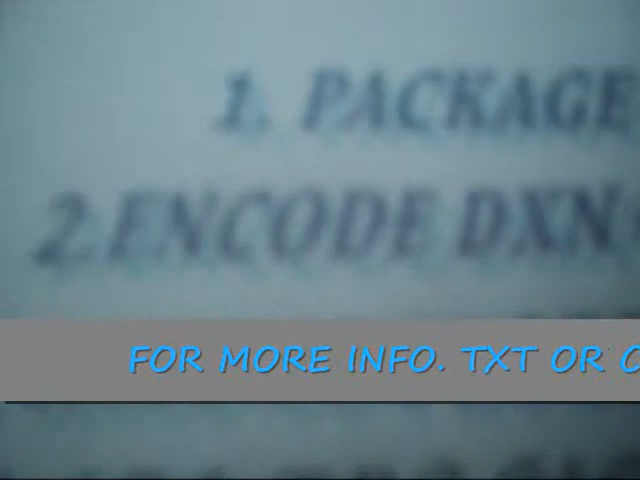 1. PACKAGE
2. ENCODE DXN
FOR MORE INFO. TXT OR C